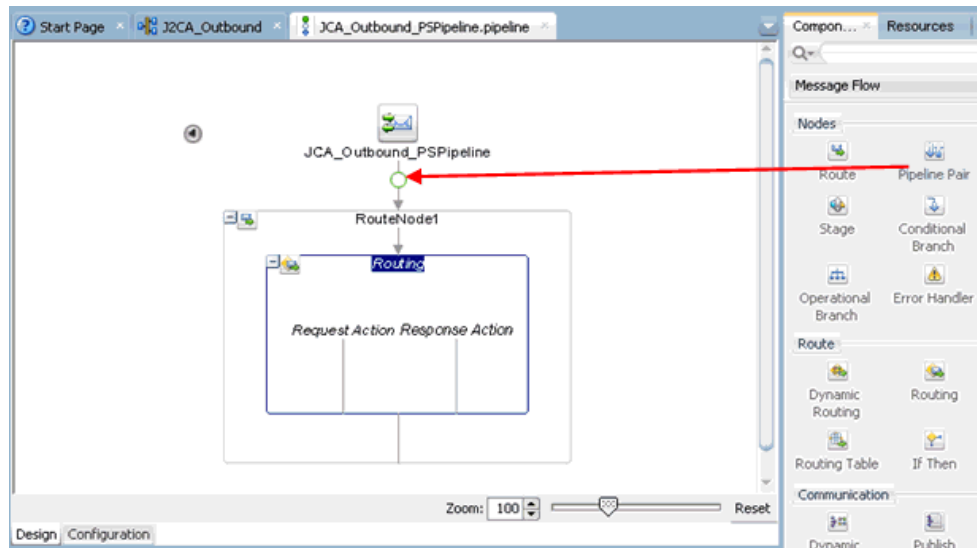 Start Page
J2CA_Outbound
JCA_Outbound_PSPipeline.pipeline
Compon...
Resources
Message Flow
Nodes
Route
Pipeline Pair
Stage
Conditional
Branch
Operational
Branch
Error Handler
Route
Dynamic
Routing
Routing
Routing Table
If Then
Communication
Dynamic
Publish
JCA_Outbound_PSPipeline
RouteNode1
Routing
Request Action Response Action
Zoom: 100
Reset
Design Configuration